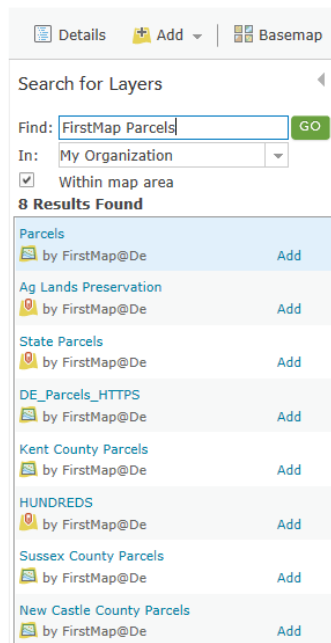 Details Add Basemap
Search for Layers
Find: FirstMap Parcels GO
In: My Organization
Within map area
8 Results Found
Parcels
by FirstMap@De Add
Ag Lands Preservation
by FirstMap@De Add
State Parcels
by FirstMap@De Add
DE_Parcels_HTTPS
by FirstMap@De Add
Kent County Parcels
by FirstMap@De Add
HUNDREDS
by FirstMap@De Add
Sussex County Parcels
by FirstMap@De Add
New Castle County Parcels
by FirstMap@De Add